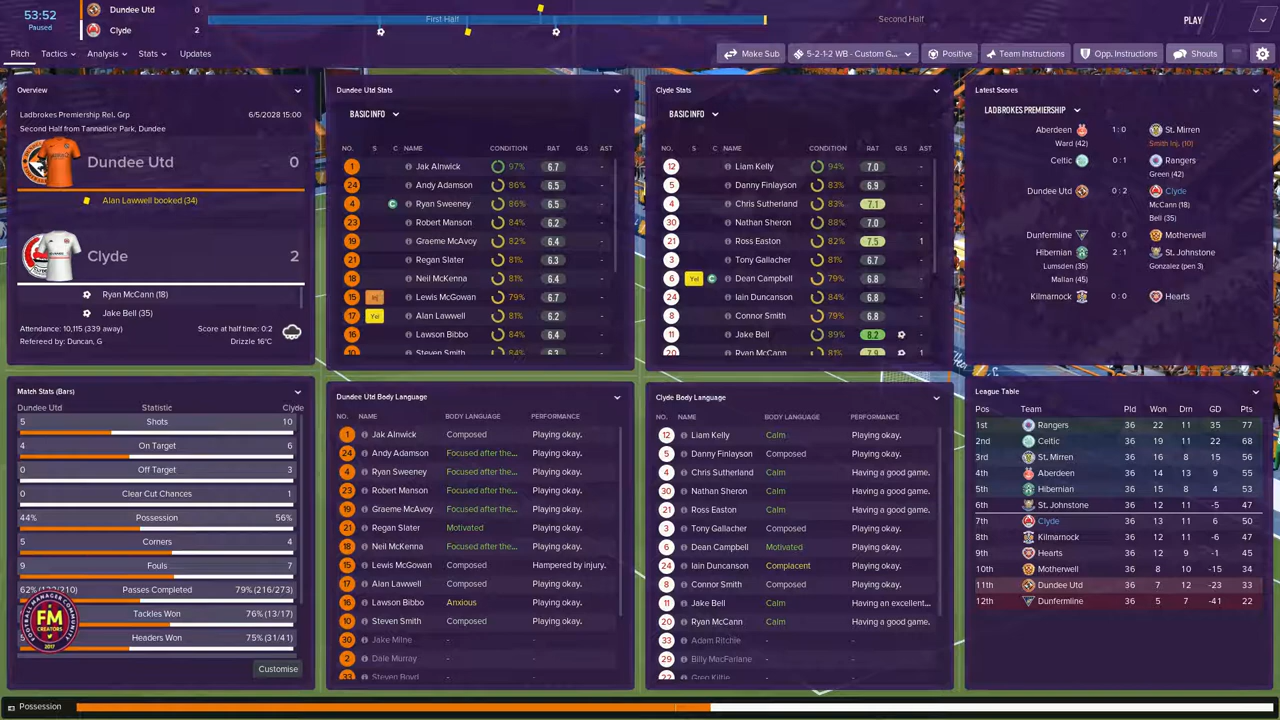 53:52
Paused
Dundee Utd 0
Clyde 2
First Half
Second Half
PLAY
Pitch
Tactics
Analysis
Stats
Updates
Make Sub
5-2-1-2 WB - Custom G...
Positive
Team Instructions
Opp. Instructions
Shouts
Overview
Ladbrokes Premiership Rel. Grp 6/5/2028 15:00
Second Half from Tannadice Park, Dundee
Dundee Utd 0
Alan Lawwell booked (34)
Clyde 2
Ryan McCann (18)
Jake Bell (35)
Attendance: 10,115 (339 away) Score at half time: 0:2
Refereed by: Duncan, G Drizzle 16°C
Dundee Utd Stats
BASIC INFO
NO. S C NAME CONDITION RAT GLS AST
1 Jak Alnwick 97% 6.7 -
24 Andy Adamson 86% 6.5 -
4 C Ryan Sweeney 86% 6.5 -
23 Robert Manson 84% 6.2 -
19 Graeme McAvoy 82% 6.4 -
21 Regan Slater 81% 6.3 -
18 Neil McKenna 81% 6.4 -
15 Inj Lewis McGowan 79% 6.7 -
17 Yel Alan Lawwell 81% 6.2 -
16 Lawson Bibbo 84% 6.4 -
10 Steven Smith 84% 6.3 -
Clyde Stats
BASIC INFO
NO. S C NAME CONDITION RAT GLS AST
12 Liam Kelly 94% 7.0 -
5 Danny Finlayson 83% 6.9 -
4 Chris Sutherland 83% 7.1 -
30 Nathan Sheron 88% 7.0 -
21 Ross Easton 82% 7.5 1
3 Tony Gallacher 81% 6.7 -
6 Yel C Dean Campbell 79% 6.8 -
24 Iain Duncanson 84% 6.8 -
8 Connor Smith 79% 6.8 -
11 Jake Bell 89% 8.2 -
20 Ryan McCann 81% 7.9 1
Latest Scores
LADBROKES PREMIERSHIP
Aberdeen 1:0 St. Mirren
Ward (42) Smith Inj. (10)
Celtic 0:1 Rangers
Green (42)
Dundee Utd 0:2 Clyde
McCann (18)
Bell (35)
Dunfermline 0:0 Motherwell
Hibernian 2:1 St. Johnstone
Lumsden (35) Gonzalez (pen 3)
Mallan (45)
Kilmarnock 0:0 Hearts
Match Stats (Bars)
Dundee Utd Statistic Clyde
5 Shots 10
4 On Target 6
0 Off Target 3
0 Clear Cut Chances 1
44% Possession 56%
5 Corners 4
9 Fouls 7
Passes Completed 79% (216/273)
Tackles Won 76% (13/17)
Headers Won 75% (31/41)
FOOTBALL MANAGER COMMUNITY
FM
CREATORS
2017
Customise
Dundee Utd Body Language
NO. NAME BODY LANGUAGE PERFORMANCE
1 Jak Alnwick Composed Playing okay.
24 Andy Adamson Focused after the... Playing okay.
4 Ryan Sweeney Focused after the... Playing okay.
23 Robert Manson Focused after the... Playing okay.
19 Graeme McAvoy Focused after the... Playing okay.
21 Regan Slater Motivated Playing okay.
18 Neil McKenna Focused after the... Playing okay.
15 Lewis McGowan Composed Hampered by injury.
17 Alan Lawwell Composed Playing okay.
16 Lawson Bibbo Anxious Playing okay.
10 Steven Smith Composed Playing okay.
30 Jake Milne - -
2 Dale Murray - -
33 Steven Boyd - -
Clyde Body Language
NO. NAME BODY LANGUAGE PERFORMANCE
12 Liam Kelly Calm Playing okay.
5 Danny Finlayson Composed Playing okay.
4 Chris Sutherland Calm Having a good game.
30 Nathan Sheron Calm Having a good game.
21 Ross Easton Calm Having a good game.
3 Tony Gallacher Composed Playing okay.
6 Dean Campbell Motivated Playing okay.
24 Iain Duncanson Complacent Playing okay.
8 Connor Smith Composed Playing okay.
11 Jake Bell Calm Having an excellent...
20 Ryan McCann Calm Having a good game.
33 Adam Ritchie - -
29 Billy MacFarlane - -
22 Greg Kiltie - -
League Table
Pos Team Pld Won Drn GD Pts
1st Rangers 36 22 11 35 77
2nd Celtic 36 19 11 22 68
3rd St. Mirren 36 16 8 15 56
4th Aberdeen 36 14 13 9 55
5th Hibernian 36 15 8 4 53
6th St. Johnstone 36 12 11 -5 47
7th Clyde 36 13 11 6 50
8th Kilmarnock 36 12 11 -6 47
9th Hearts 36 12 9 -1 45
10th Motherwell 36 8 10 -15 34
11th Dundee Utd 36 7 12 -23 33
12th Dunfermline 36 5 7 -41 22
Possession